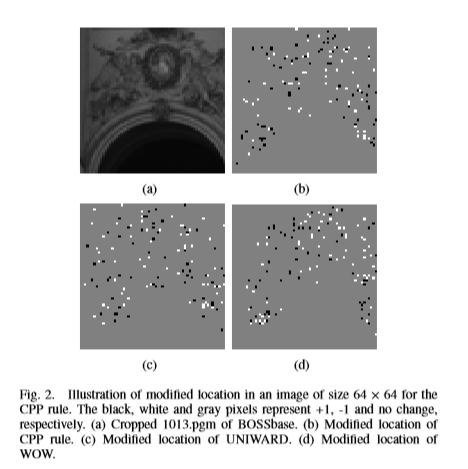 (a)
(b)
(c)
(d)
Fig. 2. Illustration of modified location in an image of size 64 × 64 for the
CPP rule. The black, white and gray pixels represent +1, -1 and no change,
respectively. (a) Cropped 1013.pgm of BOSSbase. (b) Modified location of
CPP rule. (c) Modified location of UNIWARD. (d) Modified location of
WOW.